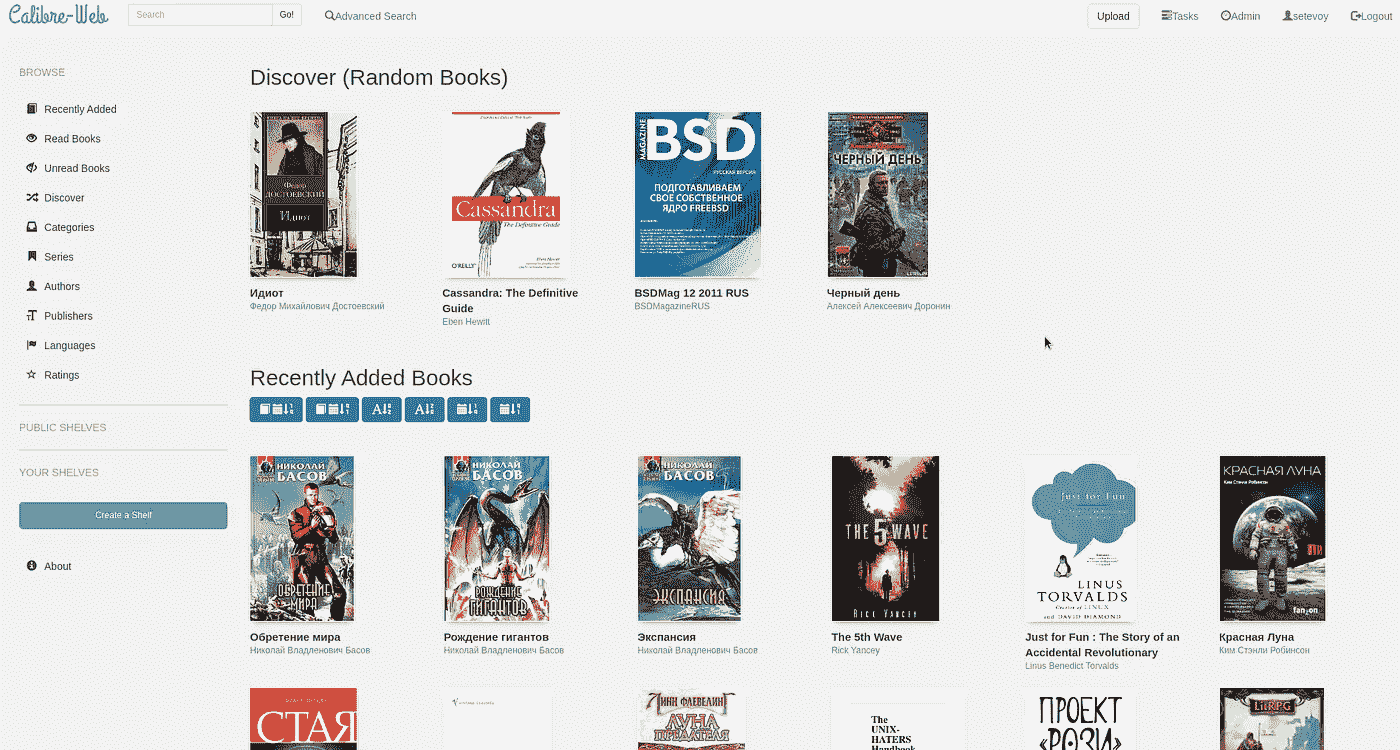 Calibre-Web
Search
Go!
Advanced Search
Upload
Tasks
Admin
setevoy
Logout
BROWSE
Recently Added
Read Books
Unread Books
Discover
Categories
Series
Authors
Publishers
Languages
Ratings
PUBLIC SHELVES
YOUR SHELVES
Create a Shelf
About
Discover (Random Books)
Федор
ДОСТОЕВСКИЙ
Идиот
Идиот
Федор Михайлович Достоевский
Cassandra
The Definitive Guide
O'REILLY
Cassandra: The Definitive
Guide
Eben Hewitt
MAGAZINE
BSD
РУССКАЯ ВЕРСИЯ
ПОДГОТАВЛИВАЕМ
СВОЕ СОБСТВЕННОЕ
ЯДРО FREEBSD
BSDMag 12 2011 RUS
BSDMagazineRUS
ЧЕРНЫЙ ДЕНЬ
Черный день
Алексей Алексеевич Доронин
Recently Added Books
НИКОЛАЙ
БАСОВ
ОБРЕТЕНИЕ
МИРА
Обретение мира
Николай Владленович Басов
НИКОЛАЙ
БАСОВ
РОЖДЕНИЕ
ГИГАНТОВ
Рождение гигантов
Николай Владленович Басов
НИКОЛАЙ
БАСОВ
ЭКСПАНСИЯ
Экспансия
Николай Владленович Басов
THE 5 WAVE
RICK YANCEY
The 5th Wave
Rick Yancey
Just for Fun
LINUS
TORVALDS
Creator of LINUX
and DAVID DIAMOND
Just for Fun : The Story of an
Accidental Revolutionary
Linus Benedict Torvalds
КРАСНАЯ ЛУНА
Ким Стэнли Робинсон
fanzon
Красная Луна
Ким Стэнли Робинсон
СТАЯ
ЛИНН ФЛЕВЕЛИНГ
ЛУНА
ПРЕДАТЕЛЯ
The
UNIX-
HATERS
Handbook
ПРОЕКТ
«РОЗИ»
LitRPG